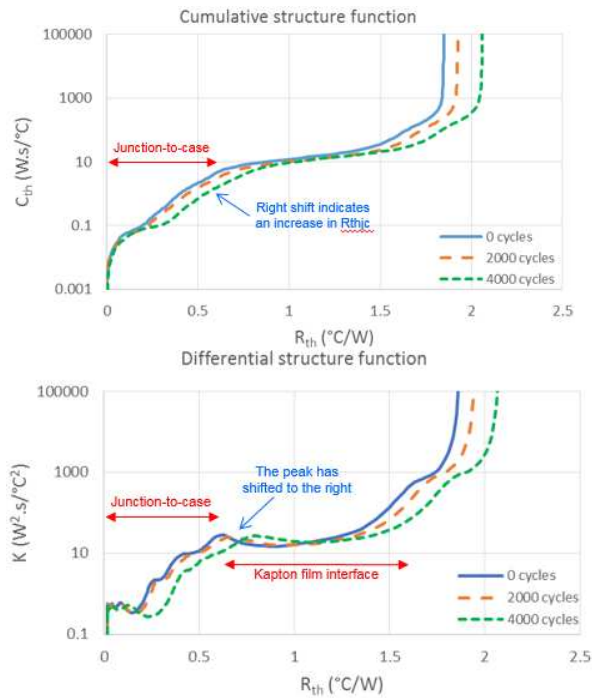 Cumulative structure function
100000
1000
10
0.1
0.001
C_th (W.s/°C)
Junction-to-case
Right shift indicates
an increase in Rthjc
0 cycles
2000 cycles
4000 cycles
0
0.5
1
1.5
2
2.5
R_th (°C/W)
Differential structure function
100000
1000
10
0.1
K (W².s/°C²)
Junction-to-case
The peak has
shifted to the right
Kapton film interface
0 cycles
2000 cycles
4000 cycles
0
0.5
1
1.5
2
2.5
R_th (°C/W)